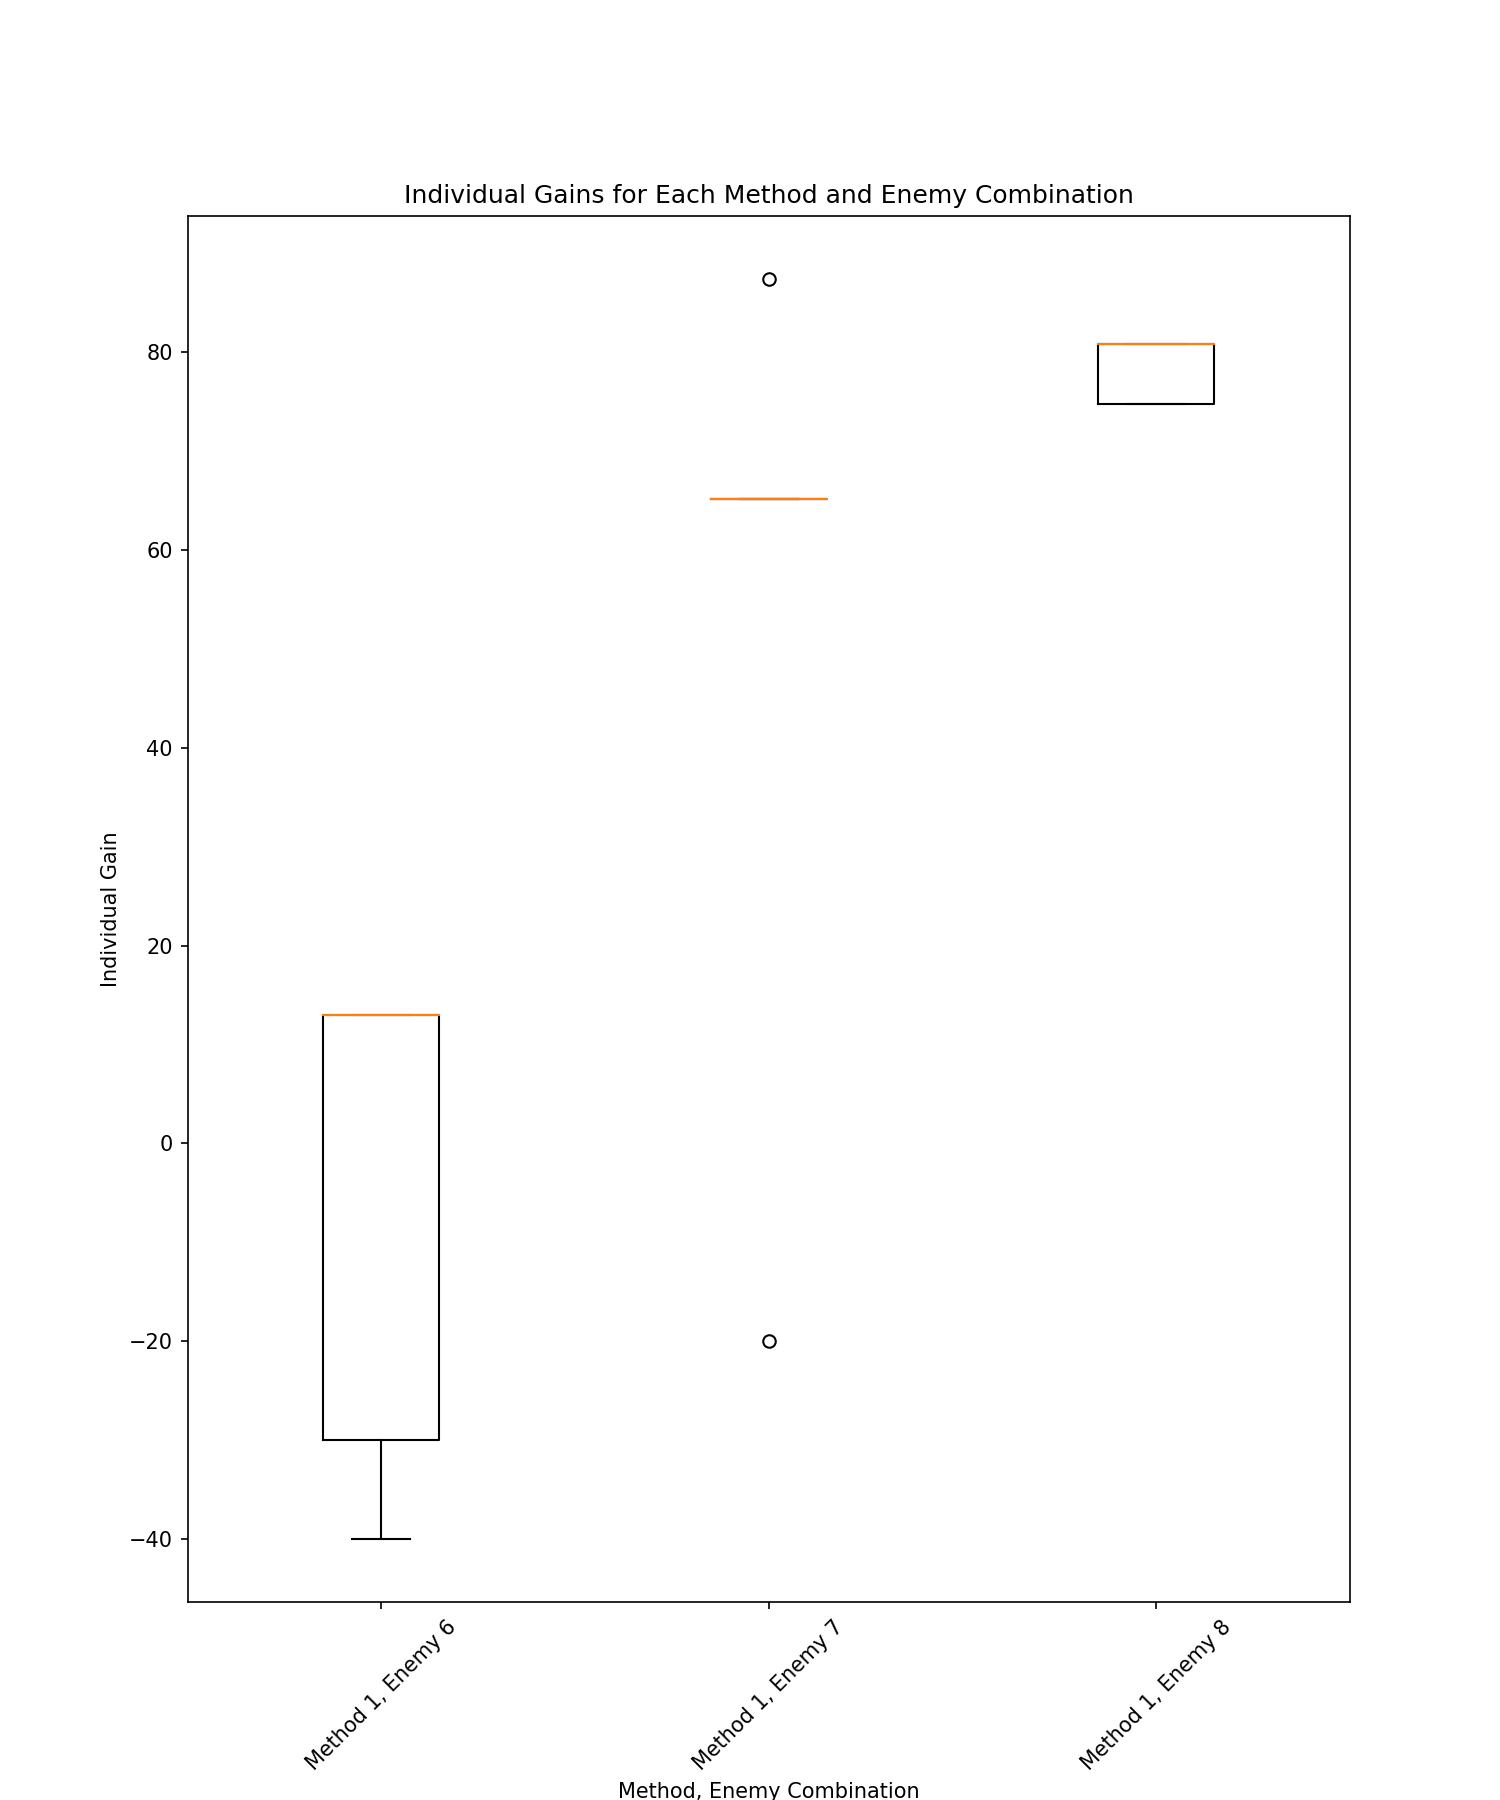 Individual Gains for Each Method and Enemy Combination
80
60
40
20
0
−20
−40
Individual Gain
Method 1, Enemy 6
Method 1, Enemy 7
Method 1, Enemy 8
Method, Enemy Combination